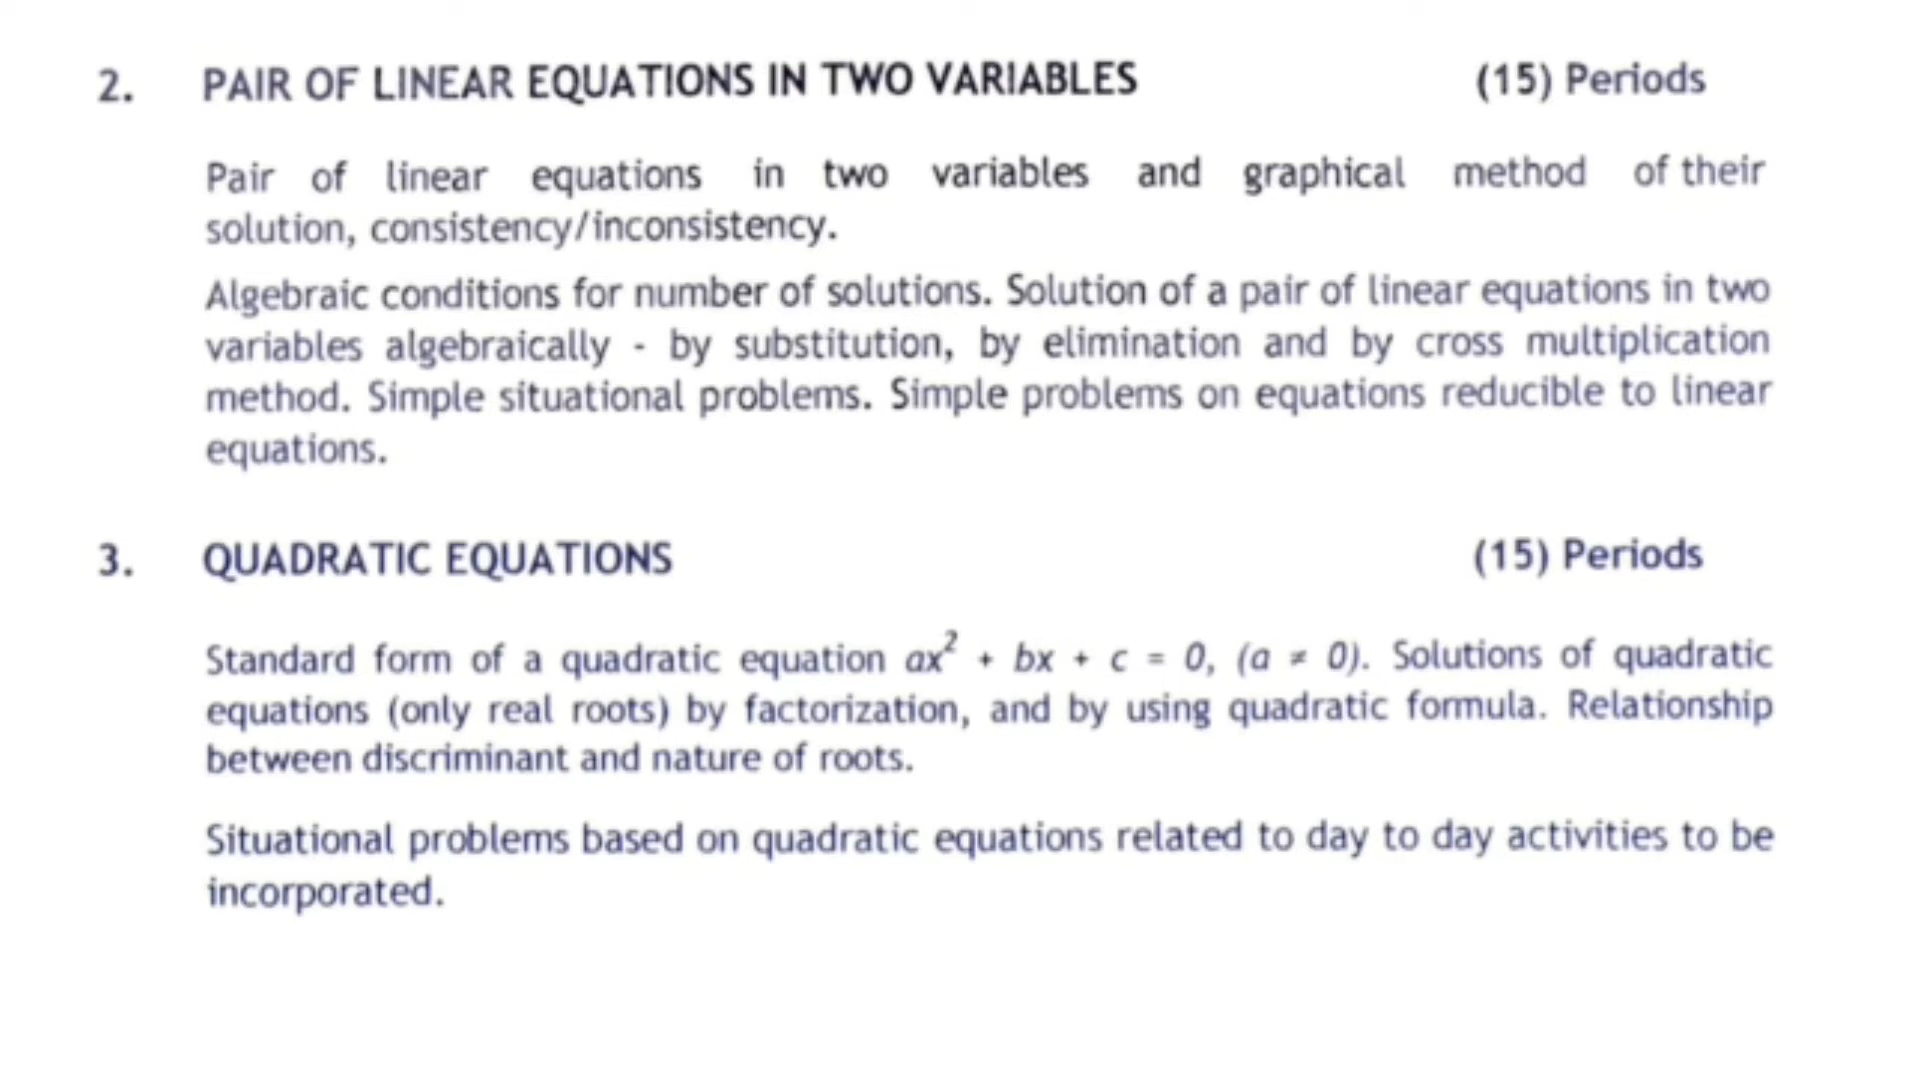 2. PAIR OF LINEAR EQUATIONS IN TWO VARIABLES (15) Periods
Pair of linear equations in two variables and graphical method of their
solution, consistency/inconsistency.
Algebraic conditions for number of solutions. Solution of a pair of linear equations in two
variables algebraically - by substitution, by elimination and by cross multiplication
method. Simple situational problems. Simple problems on equations reducible to linear
equations.
3. QUADRATIC EQUATIONS (15) Periods
Standard form of a quadratic equation ax² + bx + c = 0, (a ≠ 0). Solutions of quadratic
equations (only real roots) by factorization, and by using quadratic formula. Relationship
between discriminant and nature of roots.
Situational problems based on quadratic equations related to day to day activities to be
incorporated.